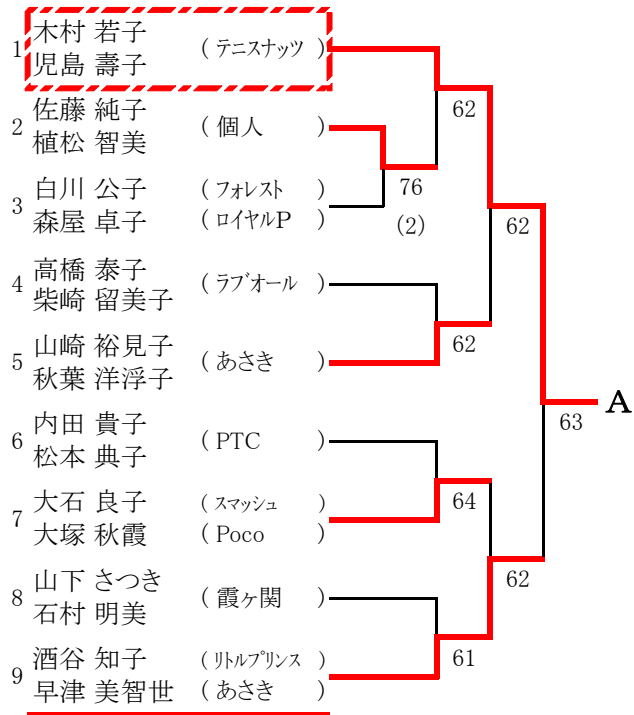 1 木村 若子 ( テニスナッツ )
児島 壽子
62
2 佐藤 純子 ( 個人 )
植松 智美
76
(2)
3 白川 公子 ( フォレスト )
森屋 卓子 ( ロイヤルP )
62
4 高橋 泰子 ( ラブオール )
柴崎 留美子
62
5 山崎 裕見子 ( あさき )
秋葉 洋浮子
63 A
6 内田 貴子 ( PTC )
松本 典子
64
7 大石 良子 ( スマッシュ )
大塚 秋霞 ( Poco )
62
8 山下 さつき ( 霞ヶ関 )
石村 明美
61
9 酒谷 知子 ( リトルプリンス )
早津 美智世 ( あさき )